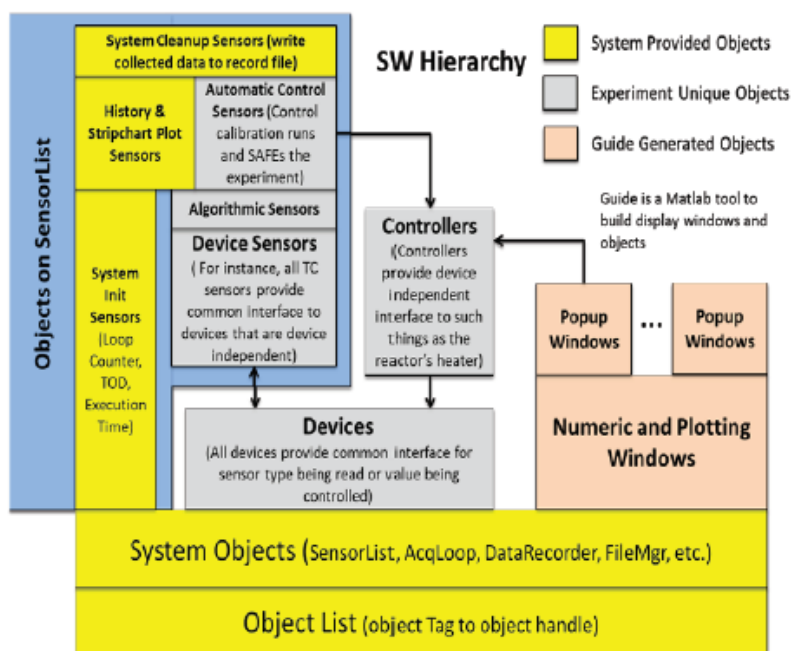 SW Hierarchy
System Provided Objects
Experiment Unique Objects
Guide Generated Objects
Guide is a Matlab tool to
build display windows and
objects
Objects on SensorList
System Cleanup Sensors (write
collected data to record file)
History &
Stripchart Plot
Sensors
Automatic Control
Sensors (Control
calibration runs
and SAFEs the
experiment)
Algorithmic Sensors
Device Sensors
( For instance, all TC
sensors provide
common interface to
devices that are device
independent)
System
Init
Sensors
(Loop
Counter,
TOD,
Execution
Time)
Controllers
(Controllers
provide device
independent
interface to such
things as the
reactor's heater)
Popup
Windows
...
Popup
Windows
Numeric and Plotting
Windows
Devices
(All devices provide common interface for
sensor type being read or value being
controlled)
System Objects (SensorList, AcqLoop, DataRecorder, FileMgr, etc.)
Object List (object Tag to object handle)